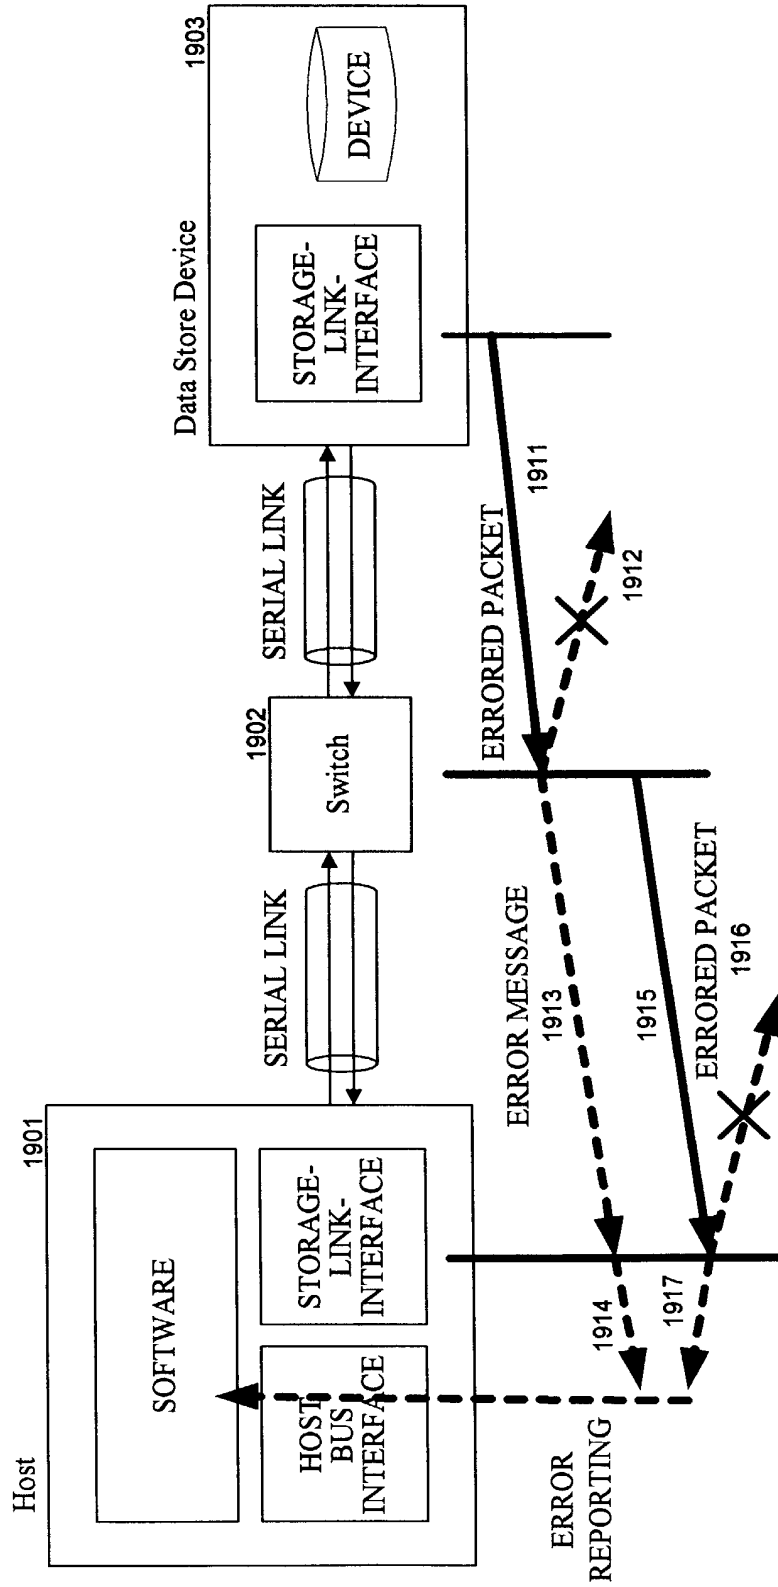 Host
1901
SOFTWARE
HOST
BUS
INTERFACE
STORAGE-
LINK-
INTERFACE
SERIAL LINK
1902
Switch
SERIAL LINK
Data Store Device
1903
STORAGE-
LINK-
INTERFACE
DEVICE
ERRORED PACKET
1911
1912
ERROR MESSAGE
1913
1915
ERRORED PACKET
1916
1914
1917
ERROR
REPORTING